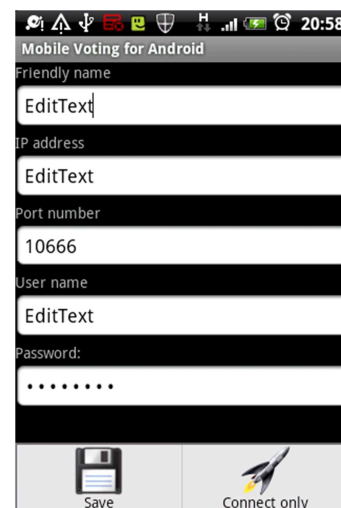 H 20:58
Mobile Voting for Android
Friendly name
EditText
IP address
EditText
Port number
10666
User name
EditText
Password:
••••••••
Save Connect only